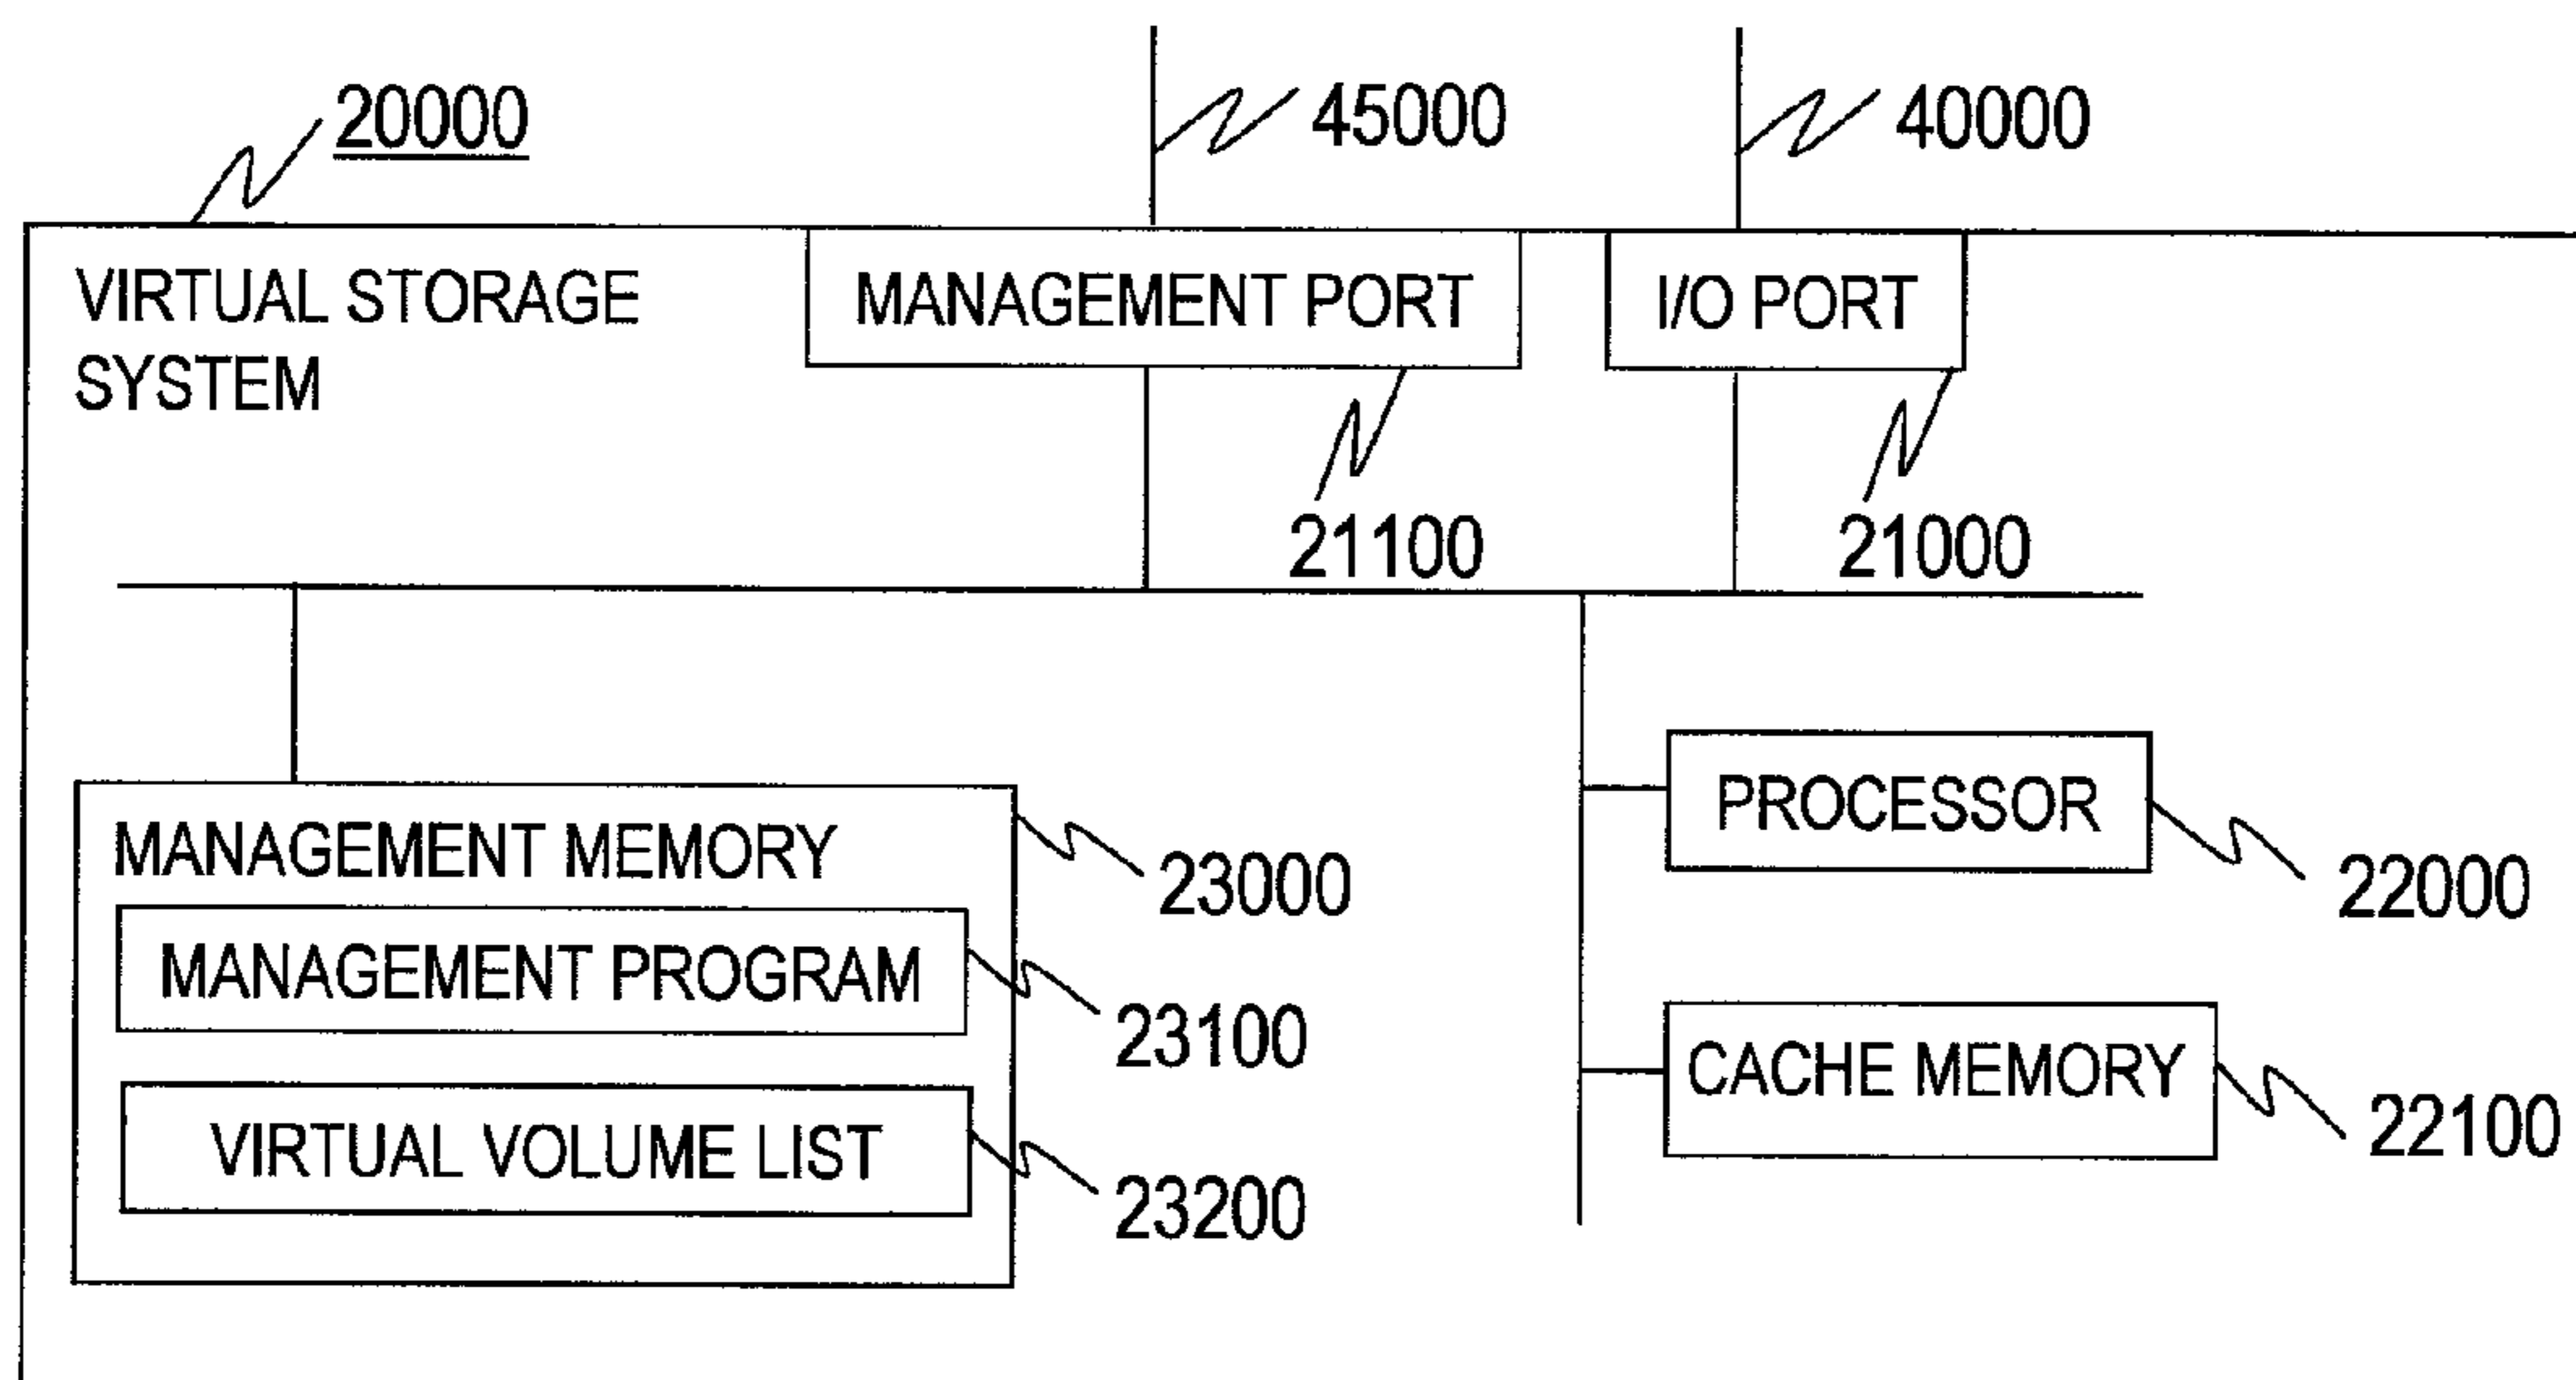 20000
45000
40000
VIRTUAL STORAGE
SYSTEM
MANAGEMENT PORT
I/O PORT
21100
21000
MANAGEMENT MEMORY
23000
MANAGEMENT PROGRAM
23100
VIRTUAL VOLUME LIST
23200
PROCESSOR
22000
CACHE MEMORY
22100